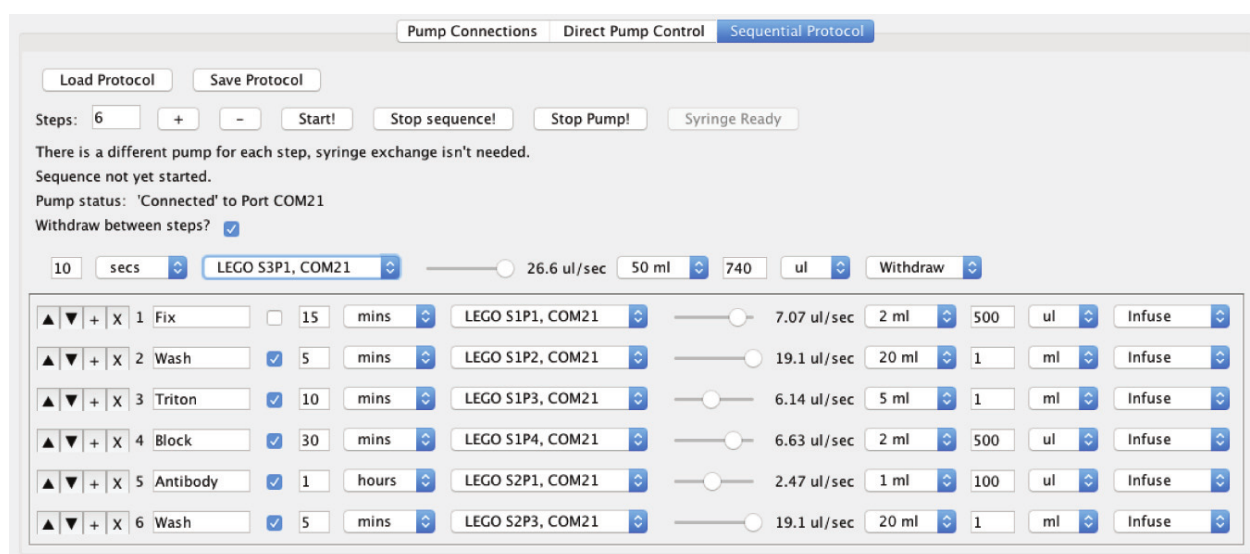 Pump Connections Direct Pump Control Sequential Protocol
Load Protocol Save Protocol
Steps: 6 + - Start! Stop sequence! Stop Pump! Syringe Ready
There is a different pump for each step, syringe exchange isn't needed.
Sequence not yet started.
Pump status: 'Connected' to Port COM21
Withdraw between steps?
10 secs LEGO S3P1, COM21 26.6 ul/sec 50 ml 740 ul Withdraw
▲ ▼ + X 1 Fix 15 mins LEGO S1P1, COM21 7.07 ul/sec 2 ml 500 ul Infuse
▲ ▼ + X 2 Wash 5 mins LEGO S1P2, COM21 19.1 ul/sec 20 ml 1 ml Infuse
▲ ▼ + X 3 Triton 10 mins LEGO S1P3, COM21 6.14 ul/sec 5 ml 1 ml Infuse
▲ ▼ + X 4 Block 30 mins LEGO S1P4, COM21 6.63 ul/sec 2 ml 500 ul Infuse
▲ ▼ + X 5 Antibody 1 hours LEGO S2P1, COM21 2.47 ul/sec 1 ml 100 ul Infuse
▲ ▼ + X 6 Wash 5 mins LEGO S2P3, COM21 19.1 ul/sec 20 ml 1 ml Infuse